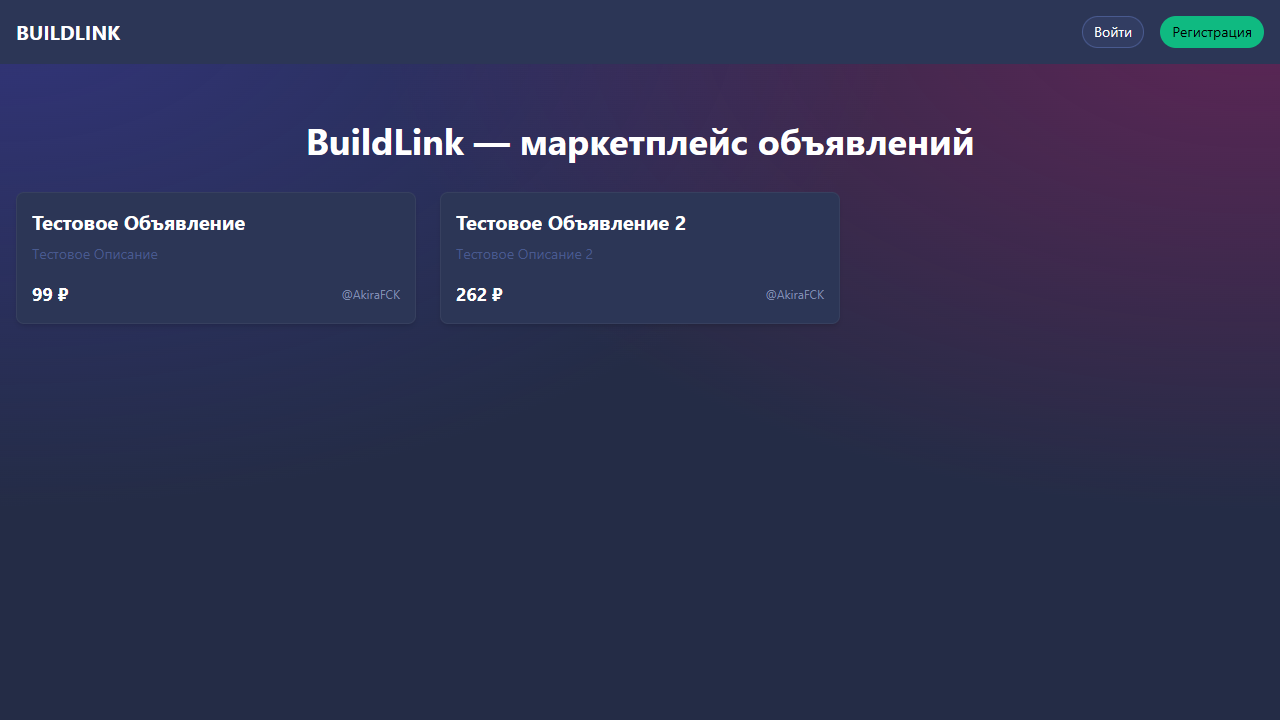 BUILDLINK
Войти
Регистрация
BuildLink — маркетплейс объявлений
Тестовое Объявление
Тестовое Описание
99 ₽
@AkiraFCK
Тестовое Объявление 2
Тестовое Описание 2
262 ₽
@AkiraFCK